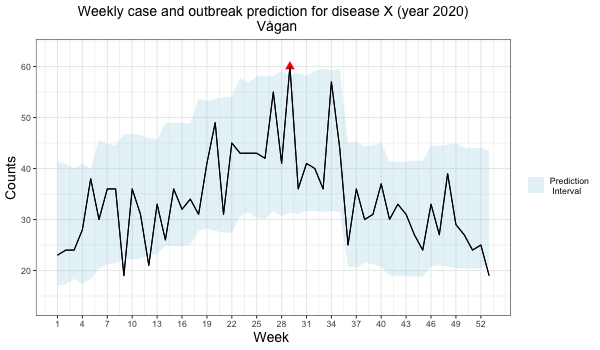 Weekly case and outbreak prediction for disease X (year 2020)
Vågan
Counts
60
50
40
30
20
1 4 7 10 13 16 19 22 25 28 31 34 37 40 43 46 49 52
Week
Prediction
Interval